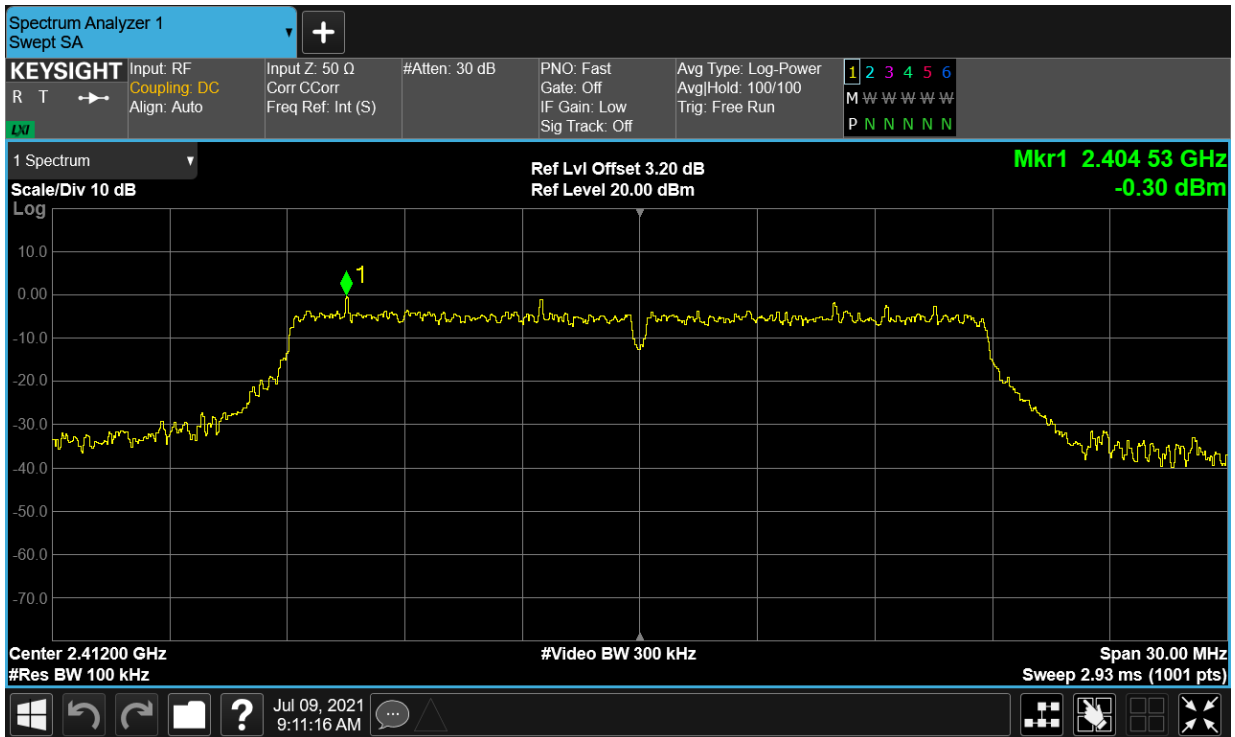 Spectrum Analyzer 1
Swept SA
KEYSIGHT
R T
LXI
Input: RF
Coupling: DC
Align: Auto
Input Z: 50 Ω
Corr CCorr
Freq Ref: Int (S)
#Atten: 30 dB
PNO: Fast
Gate: Off
IF Gain: Low
Sig Track: Off
Avg Type: Log-Power
Avg|Hold: 100/100
Trig: Free Run
1 2 3 4 5 6
M W W W W W
P N N N N N
1 Spectrum
Scale/Div 10 dB
Log
Ref Lvl Offset 3.20 dB
Ref Level 20.00 dBm
Mkr1 2.404 53 GHz
-0.30 dBm
1
10.0
0.00
-10.0
-20.0
-30.0
-40.0
-50.0
-60.0
-70.0
Center 2.41200 GHz
#Res BW 100 kHz
#Video BW 300 kHz
Span 30.00 MHz
Sweep 2.93 ms (1001 pts)
?
Jul 09, 2021
9:11:16 AM